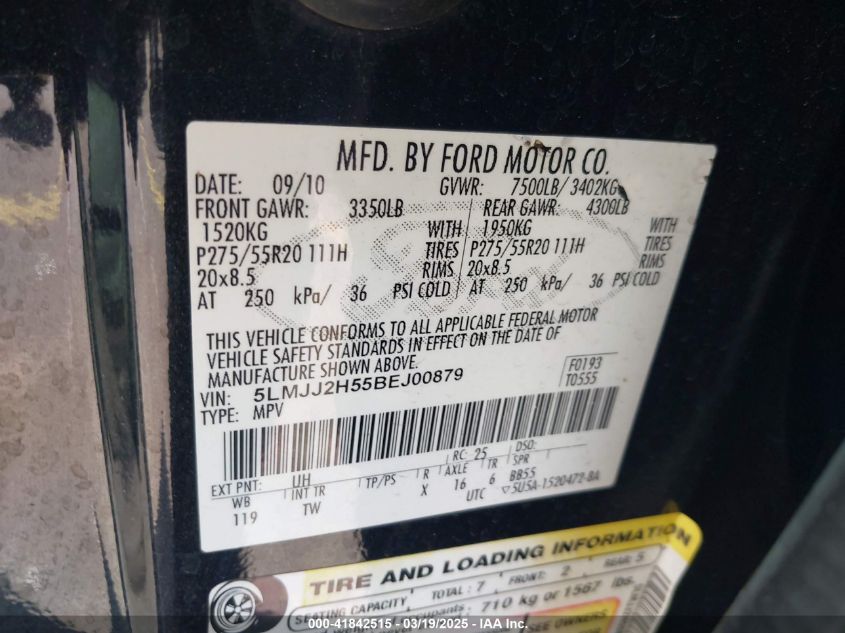 MFD. BY FORD MOTOR CO.
DATE: 09/10 GVWR: 7500LB/ 3402KG
FRONT GAWR: 3350LB REAR GAWR: 4300LB
1520KG WITH 1950KG WITH
P275/55R20 111H TIRES P275/55R20 111H TIRES
20x8.5 RIMS 20x8.5 RIMS
AT 250 kPa/ 36 PSI COLD AT 250 kPa/ 36 PSI COLD
THIS VEHICLE CONFORMS TO ALL APPLICABLE FEDERAL MOTOR
VEHICLE SAFETY STANDARDS IN EFFECT ON THE DATE OF
MANUFACTURE SHOWN ABOVE.
F0193
VIN: 5LMJJ2H55BEJ00879
T0555
TYPE: MPV
EXT PNT: UH RC: 25 DSO:
WB INT TR TP/PS R AXLE TR SPR
119 TW X 16 6 BB55
UTC ▽5U5A-1520472-BA
TIRE AND LOADING INFORMATION
SEATING CAPACITY TOTAL: 7 FRONT: 2 REAR: 5
710 kg or 1567 lbs.
SEE OWNERS
000-41842515 - 03/19/2025 - IAAI, Inc.